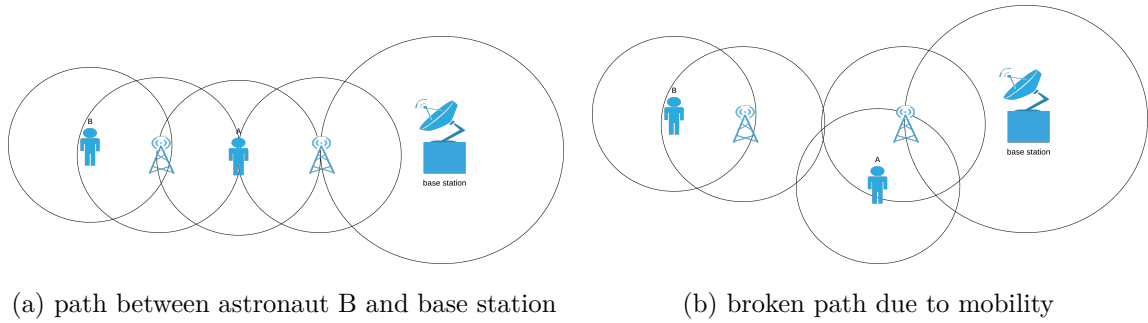 B
A
base station
B
A
base station
(a) path between astronaut B and base station
(b) broken path due to mobility